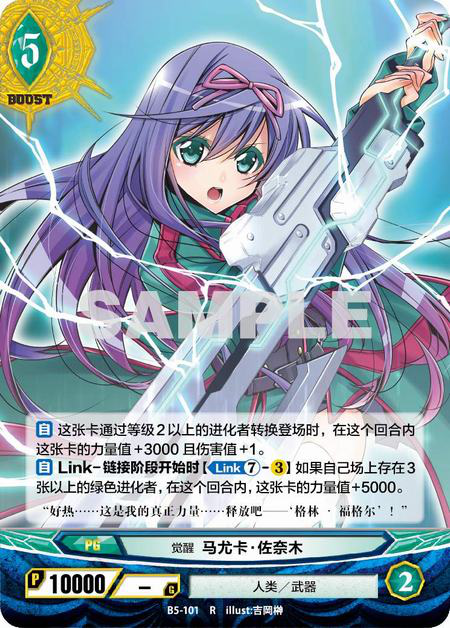 5
BOOST
SAMPLE
自 这张卡通过等级2以上的进化者转换登场时，在这个回合内
这张卡的力量值+3000 且伤害值+1。
自 Link-链接阶段开始时【Link 7 - 3】如果自己场上存在3
张以上的绿色进化者，在这个回合内，这张卡的力量值+5000。
“好热……这是我的真正力量……释放吧——‘格林·福格尔’！”
PG 觉醒 马尤卡·佐奈木
P 10000 — G 人类／武器 2
B5-101 R illust:吉岡榊